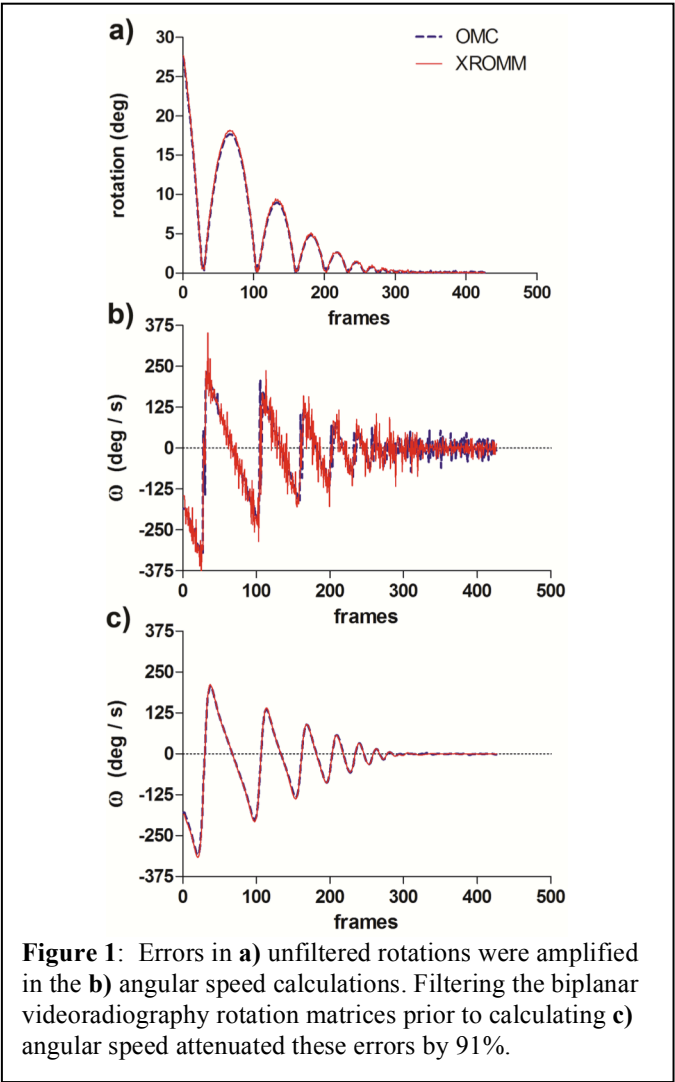 a)
OMC
XROMM
rotation (deg)
30
25
20
15
10
5
0
0 100 200 300 400 500
frames
b)
ω (deg / s)
375
250
125
0
-125
-250
-375
0 100 200 300 400 500
frames
c)
ω (deg / s)
375
250
125
0
-125
-250
-375
0 100 200 300 400 500
frames
Figure 1: Errors in a) unfiltered rotations were amplified
in the b) angular speed calculations. Filtering the biplanar
videoradiography rotation matrices prior to calculating c)
angular speed attenuated these errors by 91%.